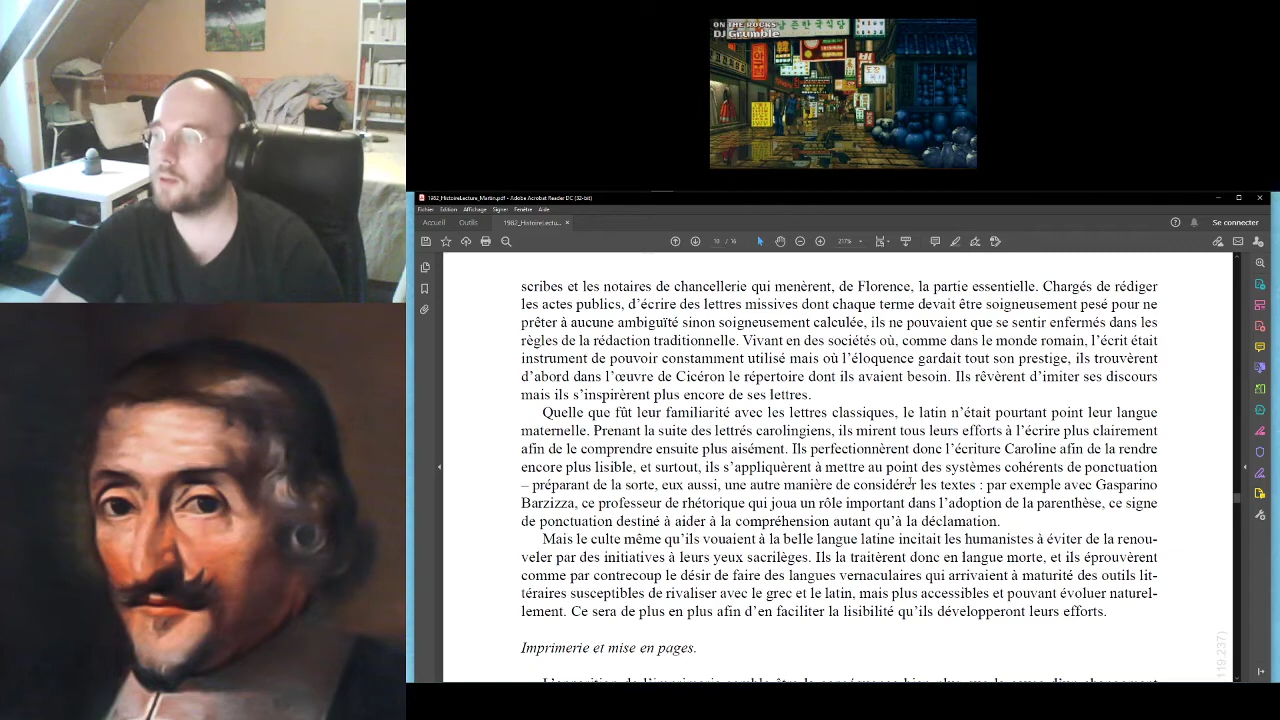 ON THE ROCKS
DJ Grumble
1982_HistoireLecture_Martin.pdf - Adobe Acrobat Reader DC (32-bit)
Fichier Edition Affichage Signer Fenêtre Aide
Accueil Outils 1982_HistoireLectu... × Se connecter
10 / 16 217%
scribes et les notaires de chancellerie qui menèrent, de Florence, la partie essentielle. Chargés de rédiger
les actes publics, d’écrire des lettres missives dont chaque terme devait être soigneusement pesé pour ne
prêter à aucune ambiguïté sinon soigneusement calculée, ils ne pouvaient que se sentir enfermés dans les
règles de la rédaction traditionnelle. Vivant en des sociétés où, comme dans le monde romain, l’écrit était
instrument de pouvoir constamment utilisé mais où l’éloquence gardait tout son prestige, ils trouvèrent
d’abord dans l’œuvre de Cicéron le répertoire dont ils avaient besoin. Ils rêvèrent d’imiter ses discours
mais ils s’inspirèrent plus encore de ses lettres.
Quelle que fût leur familiarité avec les lettres classiques, le latin n’était pourtant point leur langue
maternelle. Prenant la suite des lettrés carolingiens, ils mirent tous leurs efforts à l’écrire plus clairement
afin de le comprendre ensuite plus aisément. Ils perfectionnèrent donc l’écriture Caroline afin de la rendre
encore plus lisible, et surtout, ils s’appliquèrent à mettre au point des systèmes cohérents de ponctuation
– préparant de la sorte, eux aussi, une autre manière de considérer les textes : par exemple avec Gasparino
Barzizza, ce professeur de rhétorique qui joua un rôle important dans l’adoption de la parenthèse, ce signe
de ponctuation destiné à aider à la compréhension autant qu’à la déclamation.
Mais le culte même qu’ils vouaient à la belle langue latine incitait les humanistes à éviter de la renou-
veler par des initiatives à leurs yeux sacrilèges. Ils la traitèrent donc en langue morte, et ils éprouvèrent
comme par contrecoup le désir de faire des langues vernaculaires qui arrivaient à maturité des outils lit-
téraires susceptibles de rivaliser avec le grec et le latin, mais plus accessibles et pouvant évoluer naturel-
lement. Ce sera de plus en plus afin d’en faciliter la lisibilité qu’ils développeront leurs efforts.
Imprimerie et mise en pages.
119.237)